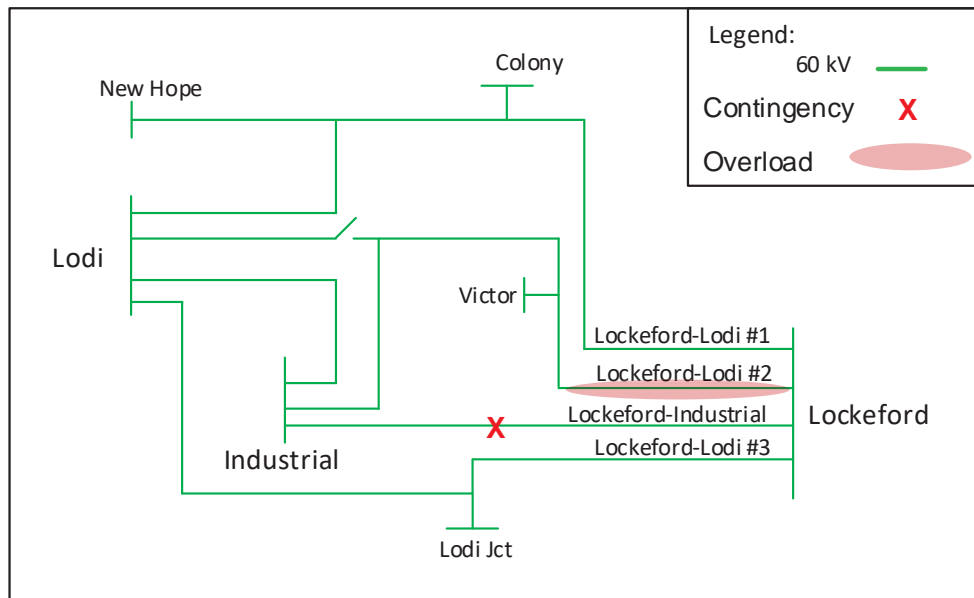 Legend:
60 kV
Contingency X
Overload
Colony
New Hope
Lodi
Victor
Lockeford-Lodi #1
Lockeford-Lodi #2
Lockeford-Industrial
Lockeford
X
Lockeford-Lodi #3
Industrial
Lodi Jct